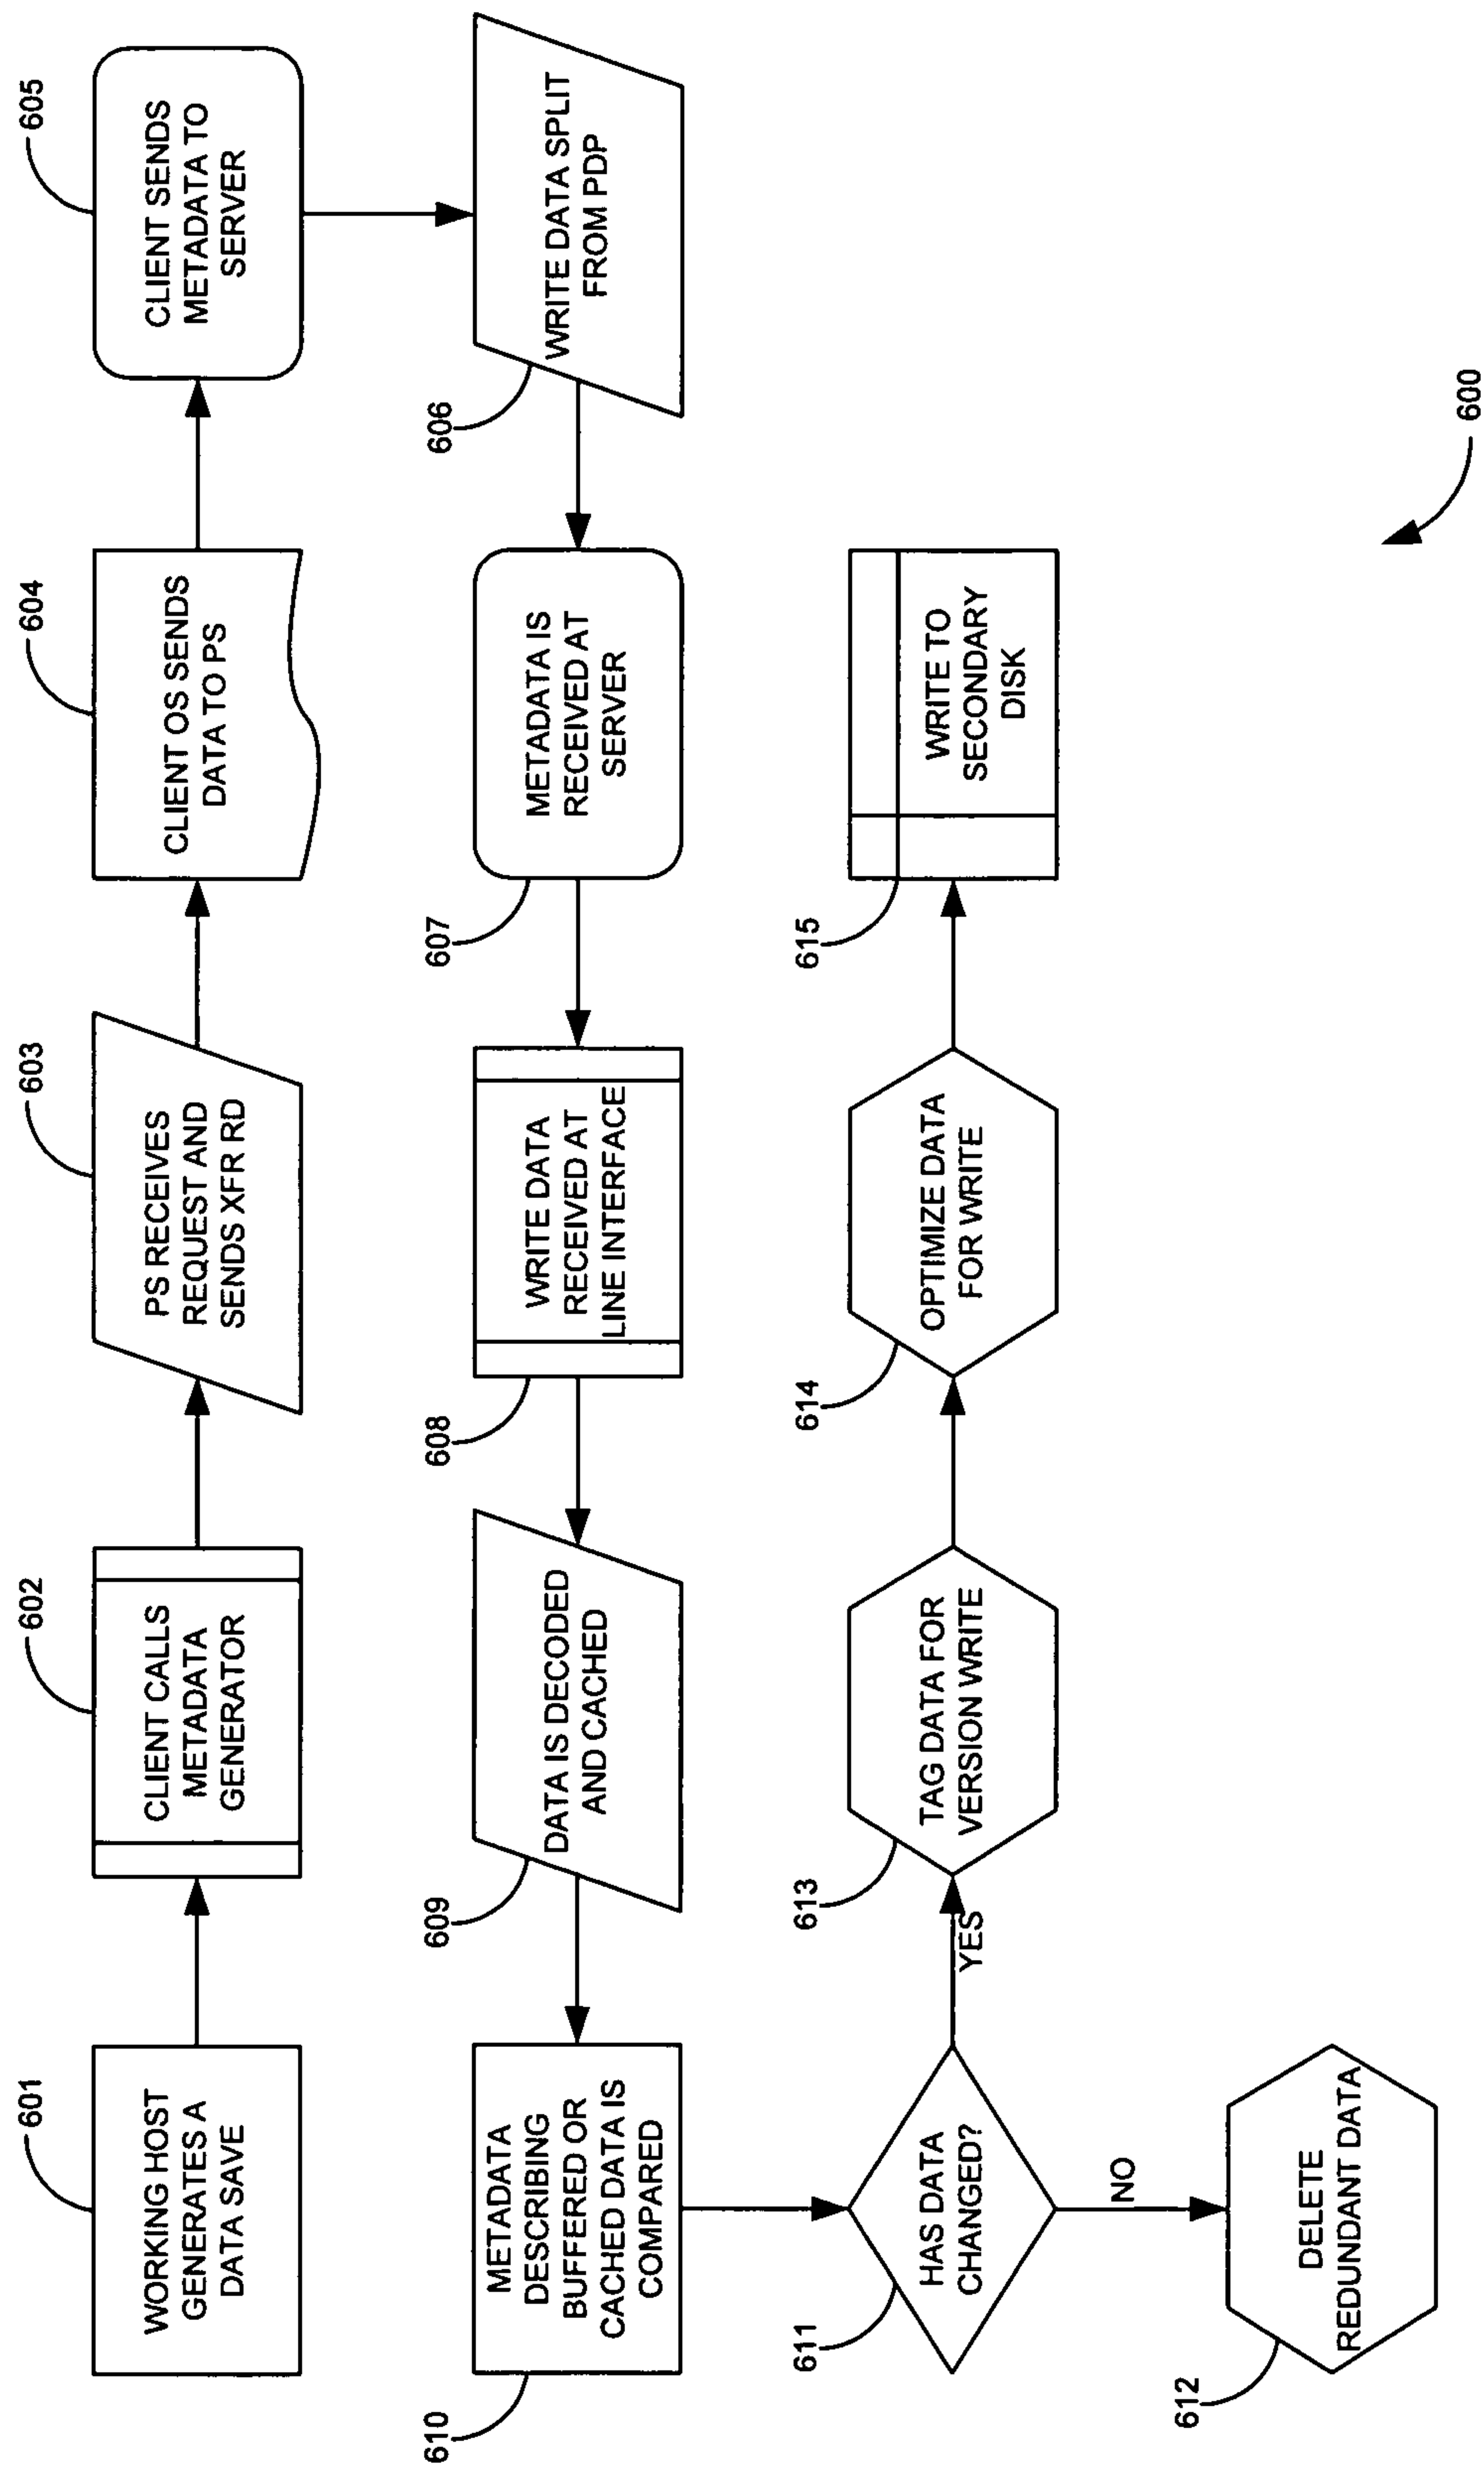 601
WORKING HOST
GENERATES A
DATA SAVE
602
CLIENT CALLS
METADATA
GENERATOR
603
PS RECEIVES
REQUEST AND
SENDS XFR RD
604
CLIENT OS SENDS
DATA TO PS
605
CLIENT SENDS
METADATA TO
SERVER
606
WRITE DATA SPLIT
FROM PDP
607
METADATA IS
RECEIVED AT
SERVER
608
WRITE DATA
RECEIVED AT
LINE INTERFACE
609
DATA IS DECODED
AND CACHED
610
METADATA
DESCRIBING
BUFFERED OR
CACHED DATA IS
COMPARED
611
HAS DATA
CHANGED?
YES
NO
612
DELETE
REDUNDANT DATA
613
TAG DATA FOR
VERSION WRITE
614
OPTIMIZE DATA
FOR WRITE
615
WRITE TO
SECONDARY
DISK
600